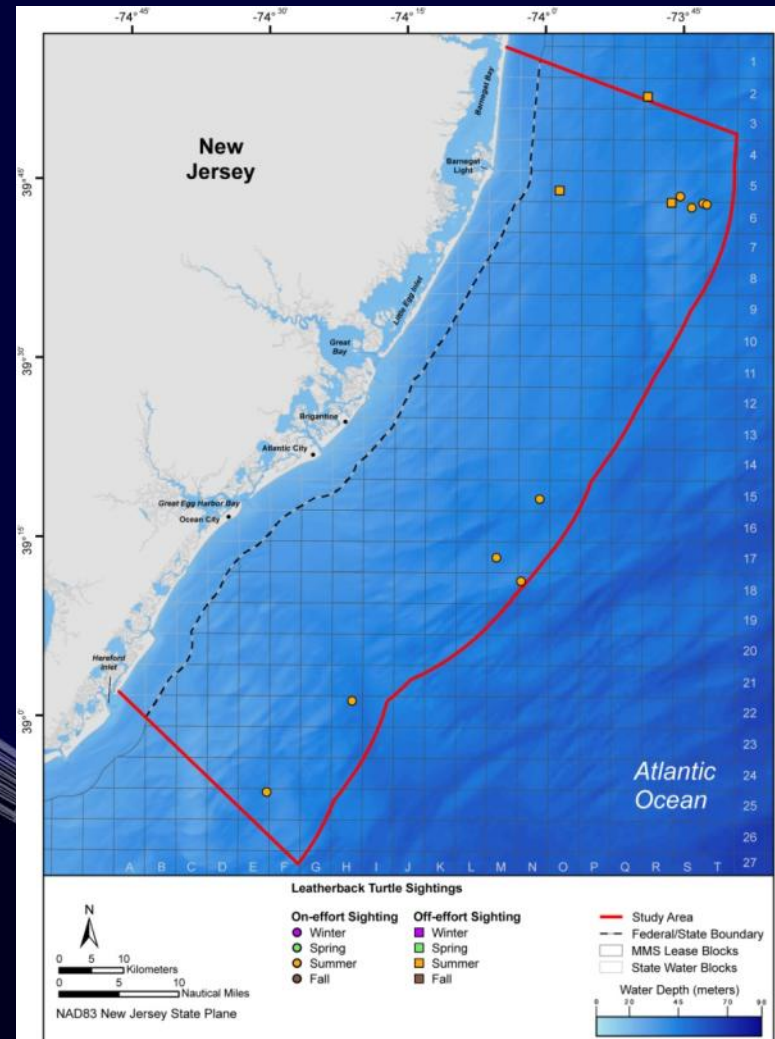 -74°45'
-74°30'
-74°15'
-74°0'
-73°45'
39°45'
39°30'
39°15'
39°0'
New
Jersey
Barnegat Bay
Barnegat
Light
Little Egg Inlet
Great
Bay
Brigantine
Atlantic City
Great Egg Harbor Bay
Ocean City
Hereford
Inlet
Atlantic
Ocean
1
2
3
4
5
6
7
8
9
10
11
12
13
14
15
16
17
18
19
20
21
22
23
24
25
26
27
A B C D E F G H I J K L M N O P Q R S T
Leatherback Turtle Sightings
N
0 5 10
Kilometers
0 5 10
Nautical Miles
NAD83 New Jersey State Plane
On-effort Sighting
Winter
Spring
Summer
Fall
Off-effort Sighting
Winter
Spring
Summer
Fall
Study Area
Federal/State Boundary
MMS Lease Blocks
State Water Blocks
Water Depth (meters)
0 20 45 70 90